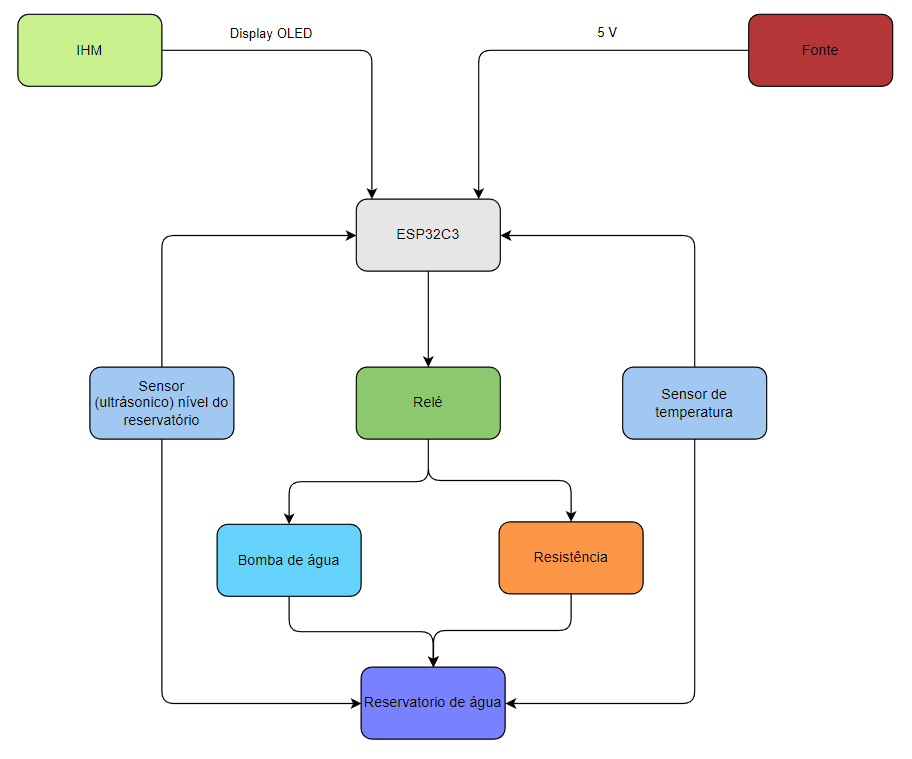 Display OLED
5 V
IHM
Fonte
ESP32C3
Sensor
(ultrásonico) nível do
reservatório
Relé
Sensor de
temperatura
Bomba de água
Resistência
Reservatorio de água